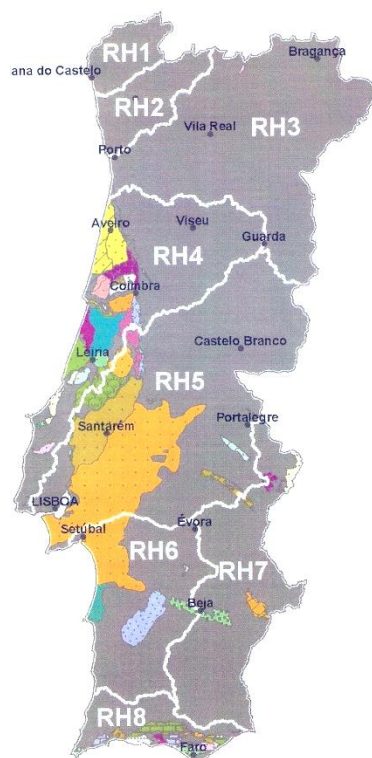 RH1
Bragança
ana do Castelo
RH2
Vila Real
RH3
Porto
Aveiro
Viseu
Guarda
RH4
Coimbra
Castelo Branco
Leiria
RH5
Portalegre
Santarém
LISBOA
Setúbal
Évora
RH6
RH7
Beja
RH8
Faro